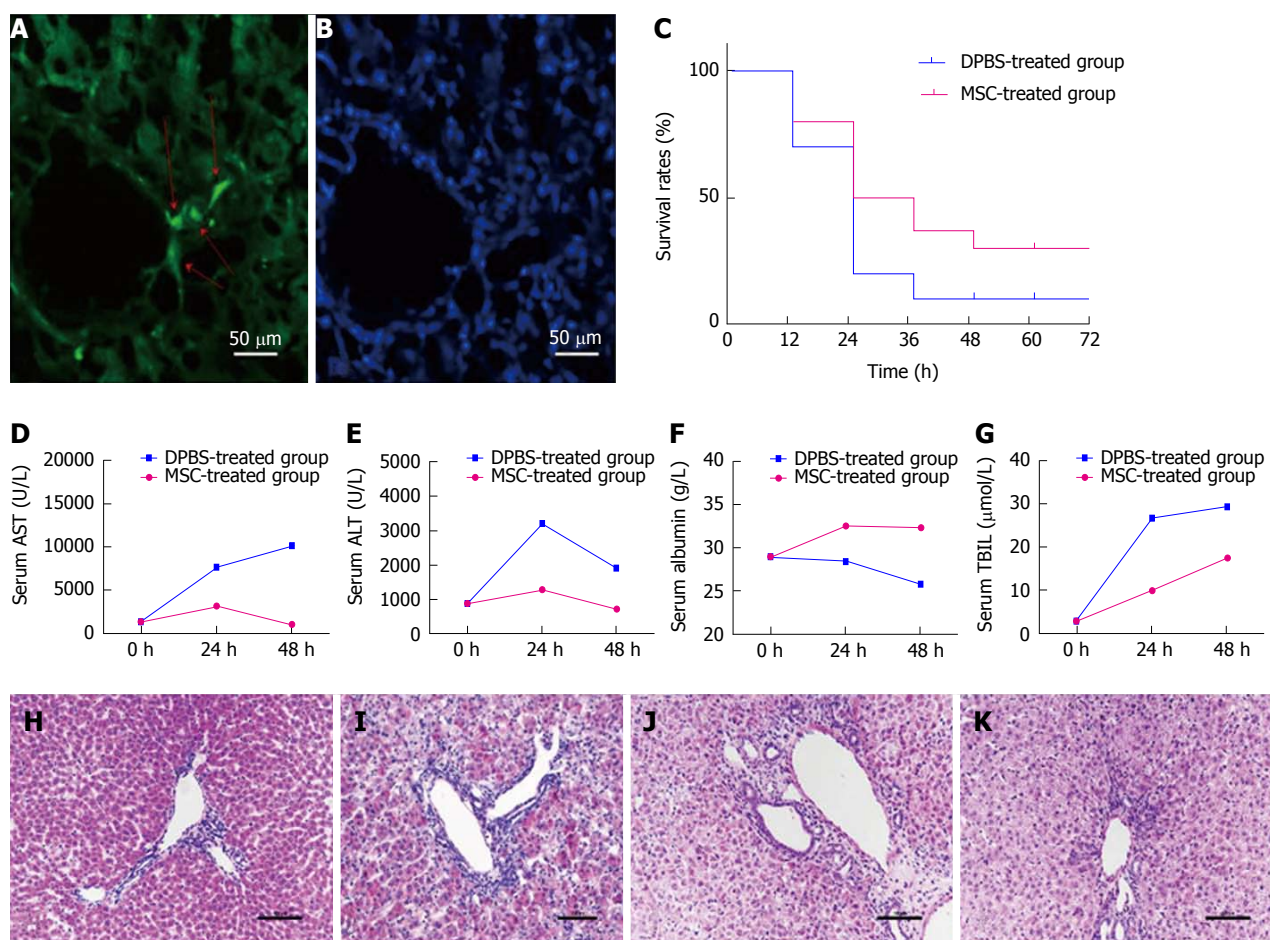 A
50 μm
B
50 μm
C
DPBS-treated group
MSC-treated group
Survival rates (%)
100
50
0
0 12 24 36 48 60 72
Time (h)
D
DPBS-treated group
MSC-treated group
Serum AST (U/L)
20000
15000
10000
5000
0
0 h 24 h 48 h
E
DPBS-treated group
MSC-treated group
Serum ALT (U/L)
5000
4000
3000
2000
1000
0
0 h 24 h 48 h
F
DPBS-treated group
MSC-treated group
Serum albumin (g/L)
40
35
30
25
20
0 h 24 h 48 h
G
DPBS-treated group
MSC-treated group
Serum TBIL (μmol/L)
40
30
20
10
0
0 h 24 h 48 h
H
I
J
K